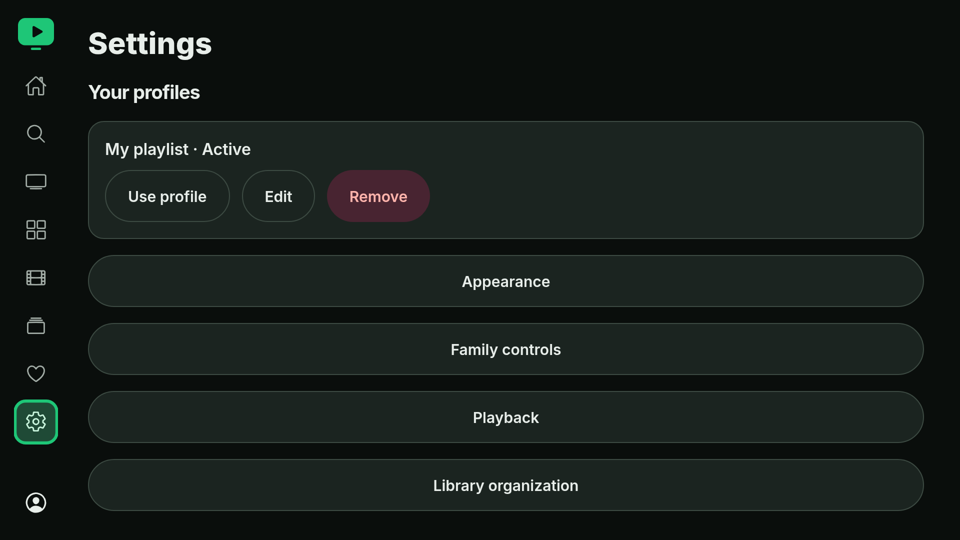 Settings
Your profiles
My playlist · Active
Use profile
Edit
Remove
Appearance
Family controls
Playback
Library organization